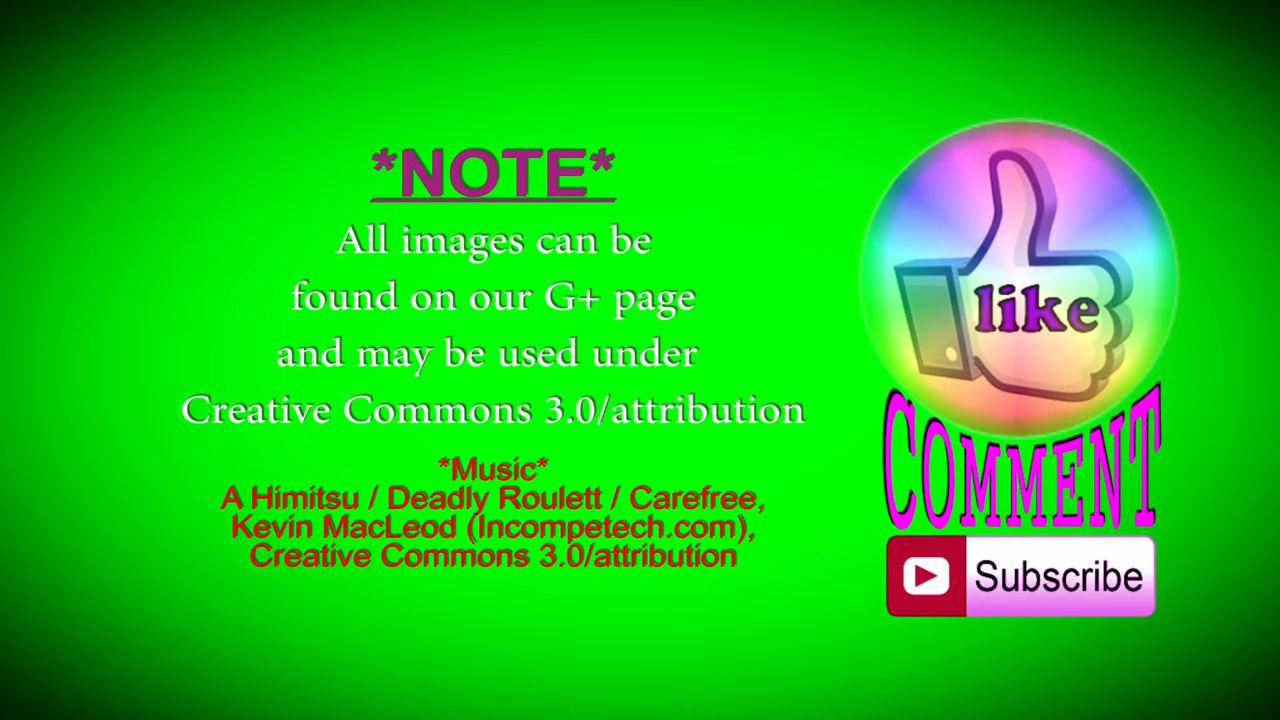 *NOTE*
All images can be
found on our G+ page
and may be used under
Creative Commons 3.0/attribution
*Music*
A Himitsu / Deadly Roulett / Carefree,
Kevin MacLeod (Incompetech.com),
Creative Commons 3.0/attribution
like
COMMENT
Subscribe